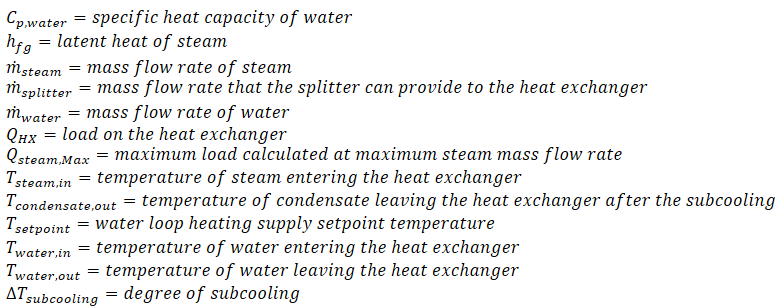 C_{p,water} = specific heat capacity of water
h_{fg} = latent heat of steam
ṁ_{steam} = mass flow rate of steam
ṁ_{splitter} = mass flow rate that the splitter can provide to the heat exchanger
ṁ_{water} = mass flow rate of water
Q_{HX} = load on the heat exchanger
Q_{steam,Max} = maximum load calculated at maximum steam mass flow rate
T_{steam,in} = temperature of steam entering the heat exchanger
T_{condensate,out} = temperature of condensate leaving the heat exchanger after the subcooling
T_{setpoint} = water loop heating supply setpoint temperature
T_{water,in} = temperature of water entering the heat exchanger
T_{water,out} = temperature of water leaving the heat exchanger
ΔT_{subcooling} = degree of subcooling